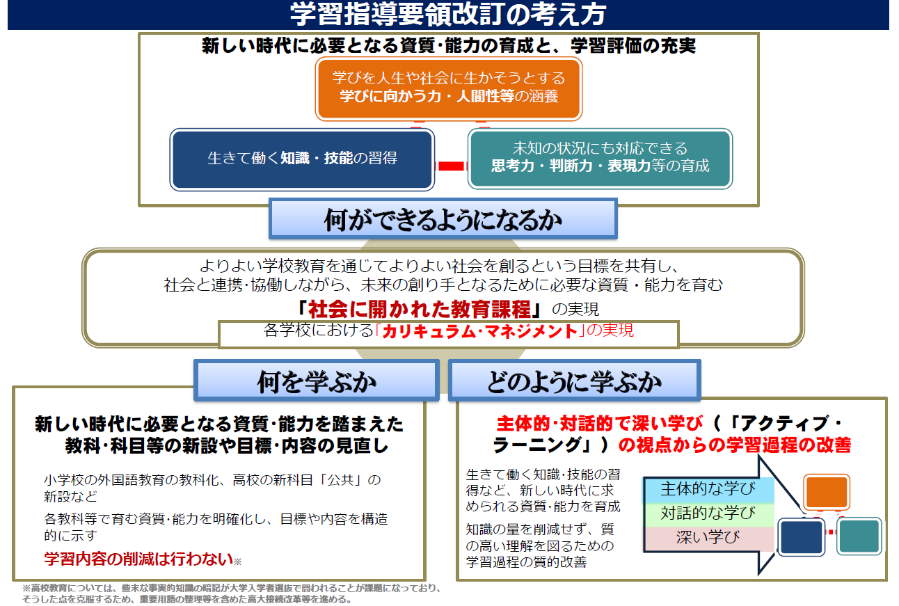 学習指導要領改訂の考え方
新しい時代に必要となる資質・能力の育成と、学習評価の充実
学びを人生や社会に生かそうとする
学びに向かう力・人間性等の涵養
生きて働く知識・技能の習得
未知の状況にも対応できる
思考力・判断力・表現力等の育成
何ができるようになるか
よりよい学校教育を通じてよりよい社会を創るという目標を共有し、
社会と連携・協働しながら、未来の創り手となるために必要な資質・能力を育む
「社会に開かれた教育課程」の実現
各学校における「カリキュラム・マネジメント」の実現
何を学ぶか
新しい時代に必要となる資質・能力を踏まえた
教科・科目等の新設や目標・内容の見直し
小学校の外国語教育の教科化、高校の新科目「公共」の
新設など
各教科等で育む資質・能力を明確化し、目標や内容を構造
的に示す
学習内容の削減は行わない※
どのように学ぶか
主体的・対話的で深い学び（「アクティブ・
ラーニング」）の視点からの学習過程の改善
生きて働く知識・技能の習
得など、新しい時代に求
められる資質・能力を育成
知識の量を削減せず、質
の高い理解を図るための
学習過程の質的改善
主体的な学び
対話的な学び
深い学び
※高校教育については、些末な事実的知識の暗記が大学入学者選抜で問われることが課題になっており、
そうした点を克服するため、重要用語の整理等を含めた高大接続改革等を進める。